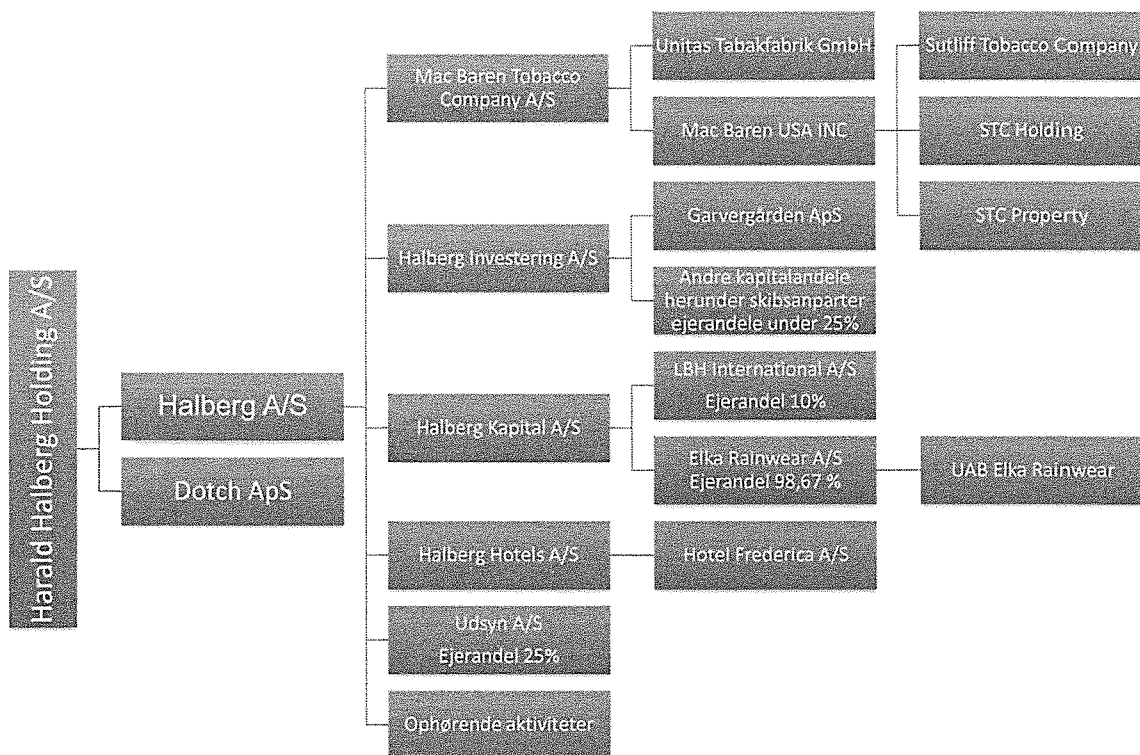 Harald Halberg Holding A/S
Halberg A/S
Dotch ApS
Mac Baren Tobacco
Company A/S
Halberg Investering A/S
Halberg Kapital A/S
Halberg Hotels A/S
Udsyn A/S
Ejerandel 25%
Ophørende aktiviteter
Unitas Tabakfabrik GmbH
Mac Baren USA INC
Garvergården ApS
Andre kapitalandele
herunder skibsanparter
ejerandele under 25%
LBH International A/S
Ejerandel 10%
Elka Rainwear A/S
Ejerandel 98,67 %
Hotel Frederica A/S
Sutliff Tobacco Company
STC Holding
STC Property
UAB Elka Rainwear